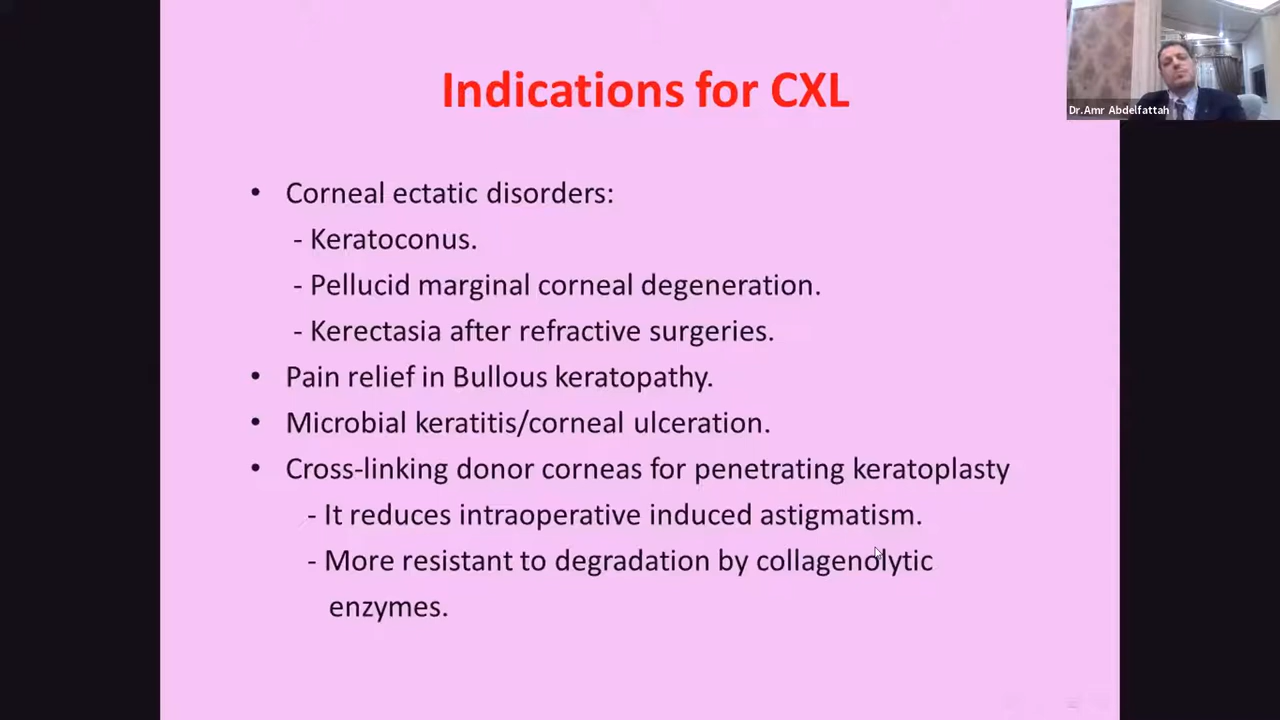 Indications for CXL
Dr.Amr Abdelfattah
• Corneal ectatic disorders:
- Keratoconus.
- Pellucid marginal corneal degeneration.
- Kerectasia after refractive surgeries.
• Pain relief in Bullous keratopathy.
• Microbial keratitis/corneal ulceration.
• Cross-linking donor corneas for penetrating keratoplasty
- It reduces intraoperative induced astigmatism.
- More resistant to degradation by collagenolytic
enzymes.